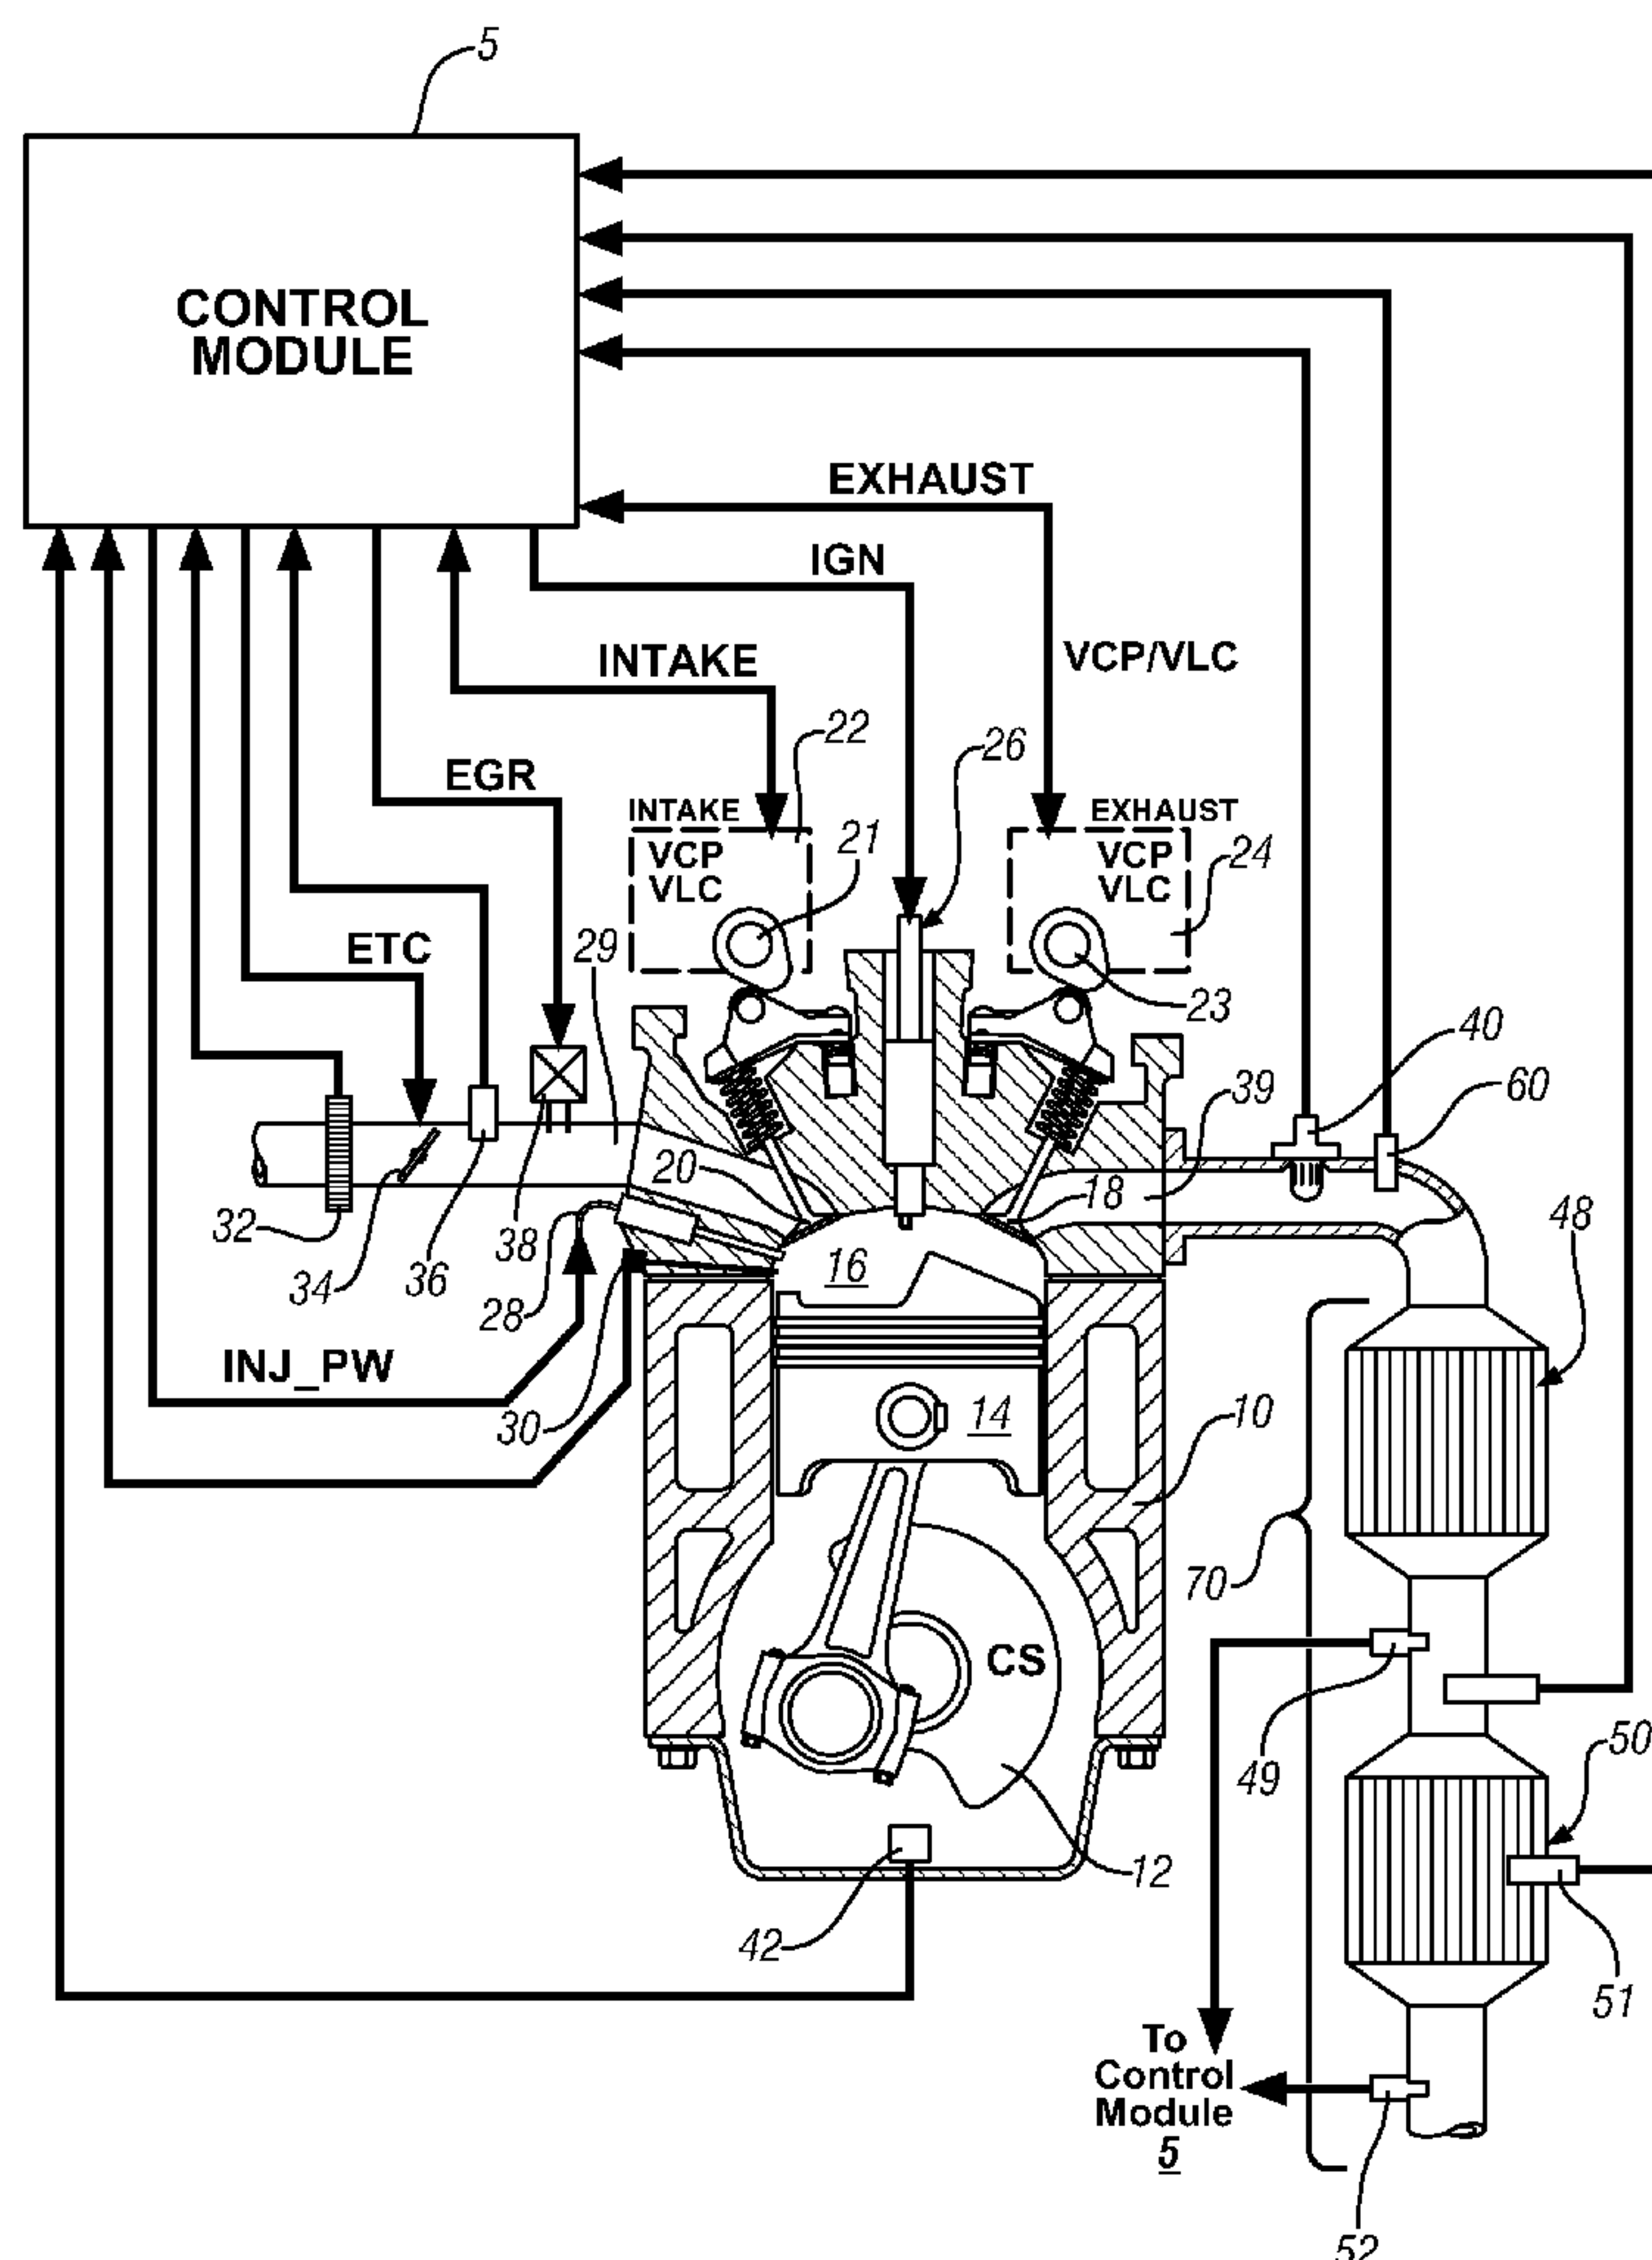 5
CONTROL
MODULE
EXHAUST
IGN
INTAKE
VCP/VLC
22
26
EGR
INTAKE
EXHAUST
VCP
VLC
21
VCP
VLC
24
ETC
29
23
40
60
39
20
18
32
38
48
34
36
28
16
INJ_PW
30
14
10
70
CS
49
50
12
42
51
To
Control
Module
5
52